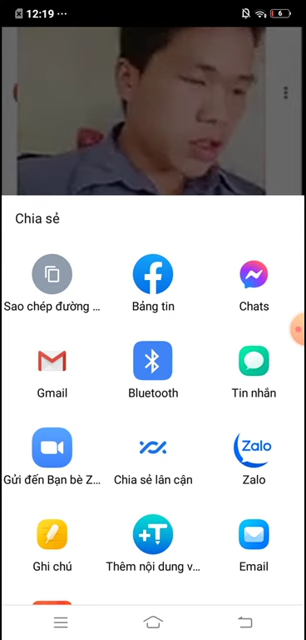 12:19 ...
6
Chia sẻ
Sao chép đường ...
Bảng tin
Chats
Gmail
Bluetooth
Tin nhắn
Zalo
Gửi đến Bạn bè Z...
Chia sẻ lân cận
Zalo
+T
Ghi chú
Thêm nội dung v...
Email